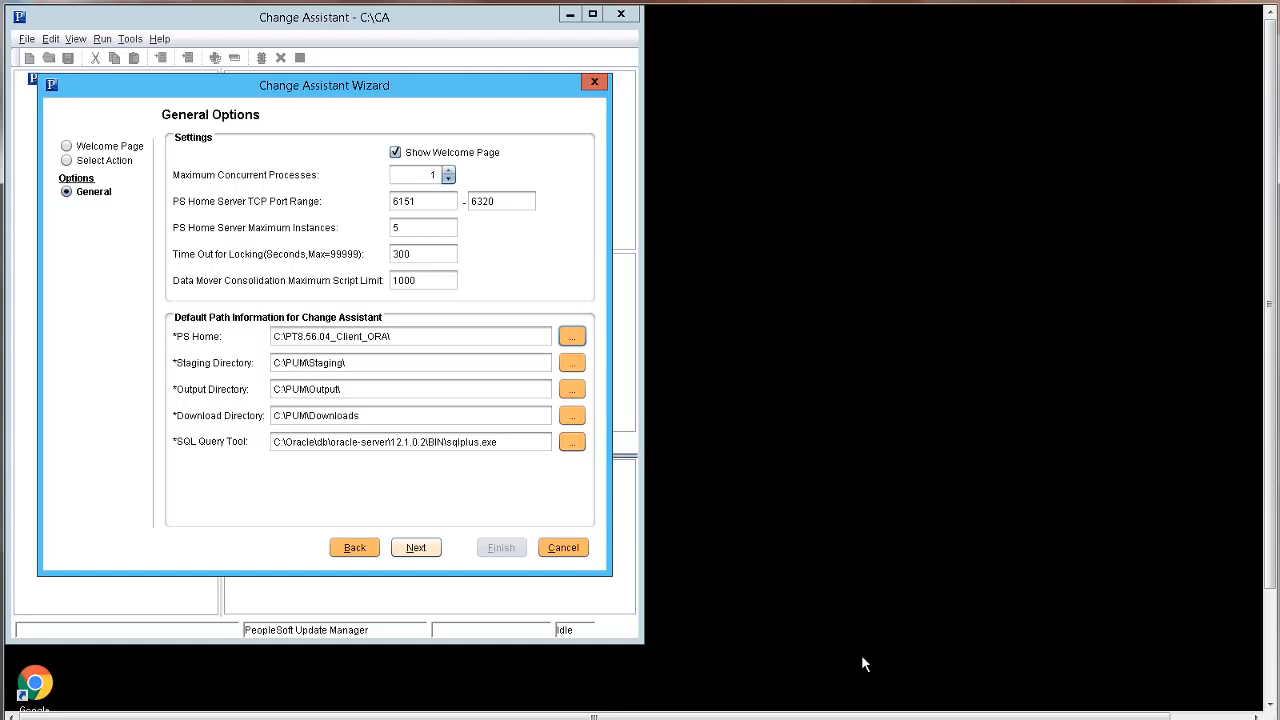 Change Assistant - C:\CA
File Edit View Run Tools Help
Change Assistant Wizard
General Options
Welcome Page
Select Action
Options
General
Settings
Show Welcome Page
Maximum Concurrent Processes: 1
PS Home Server TCP Port Range: 6151 - 6320
PS Home Server Maximum Instances: 5
Time Out for Locking(Seconds,Max=99999): 300
Data Mover Consolidation Maximum Script Limit: 1000
Default Path Information for Change Assistant
*PS Home: C:\PT8.56.04_Client_ORA\ ...
*Staging Directory: C:\PUM\Staging\ ...
*Output Directory: C:\PUM\Output\ ...
*Download Directory: C:\PUM\Downloads ...
*SQL Query Tool: C:\Oracle\db\oracle-server\12.1.0.2\BIN\sqlplus.exe ...
Back Next Finish Cancel
PeopleSoft Update Manager Idle
Google